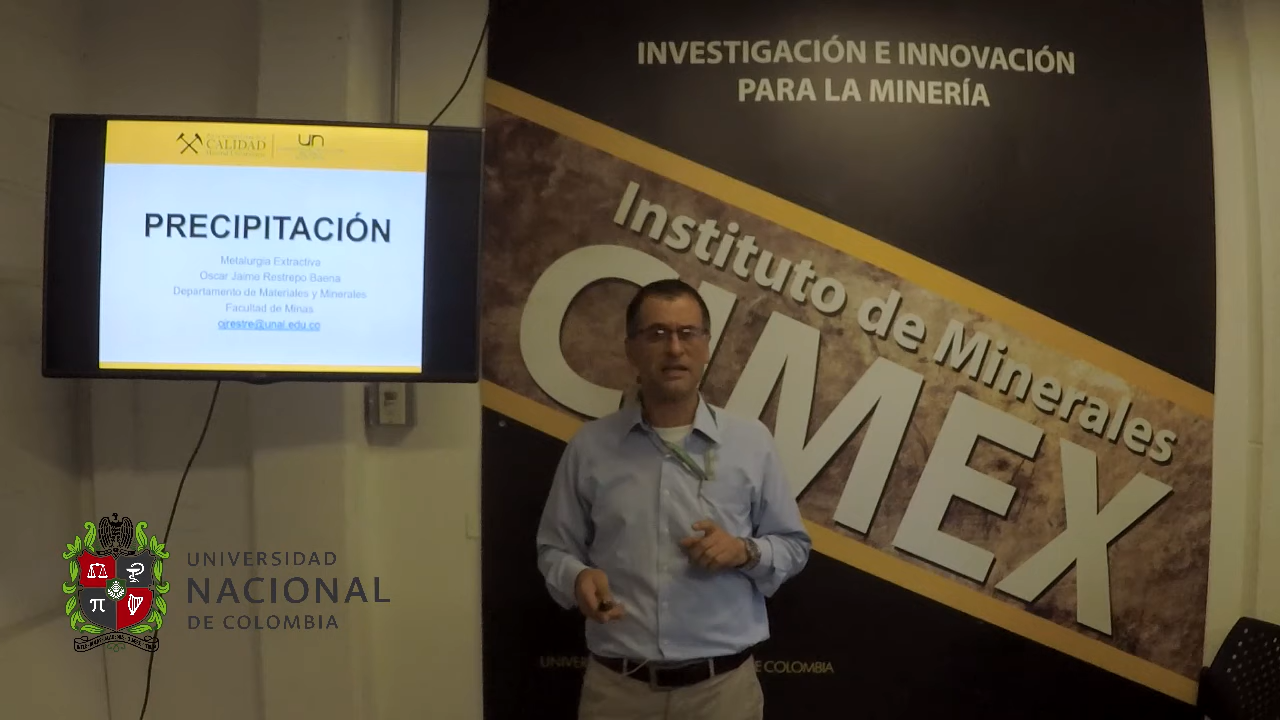 INVESTIGACIÓN E INNOVACIÓN
PARA LA MINERÍA
Instituto de Minerales
CIMEX
CALIDAD
un
PRECIPITACIÓN
Metalurgia Extractiva
Oscar Jaime Restrepo Baena
Departamento de Materiales y Minerales
Facultad de Minas
ojrestre@unal.edu.co
UNIVERSIDAD
NACIONAL
DE COLOMBIA
E COLOMBIA